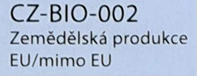 CZ-BIO-002
Zemědělská produkce
EU/mimo EU